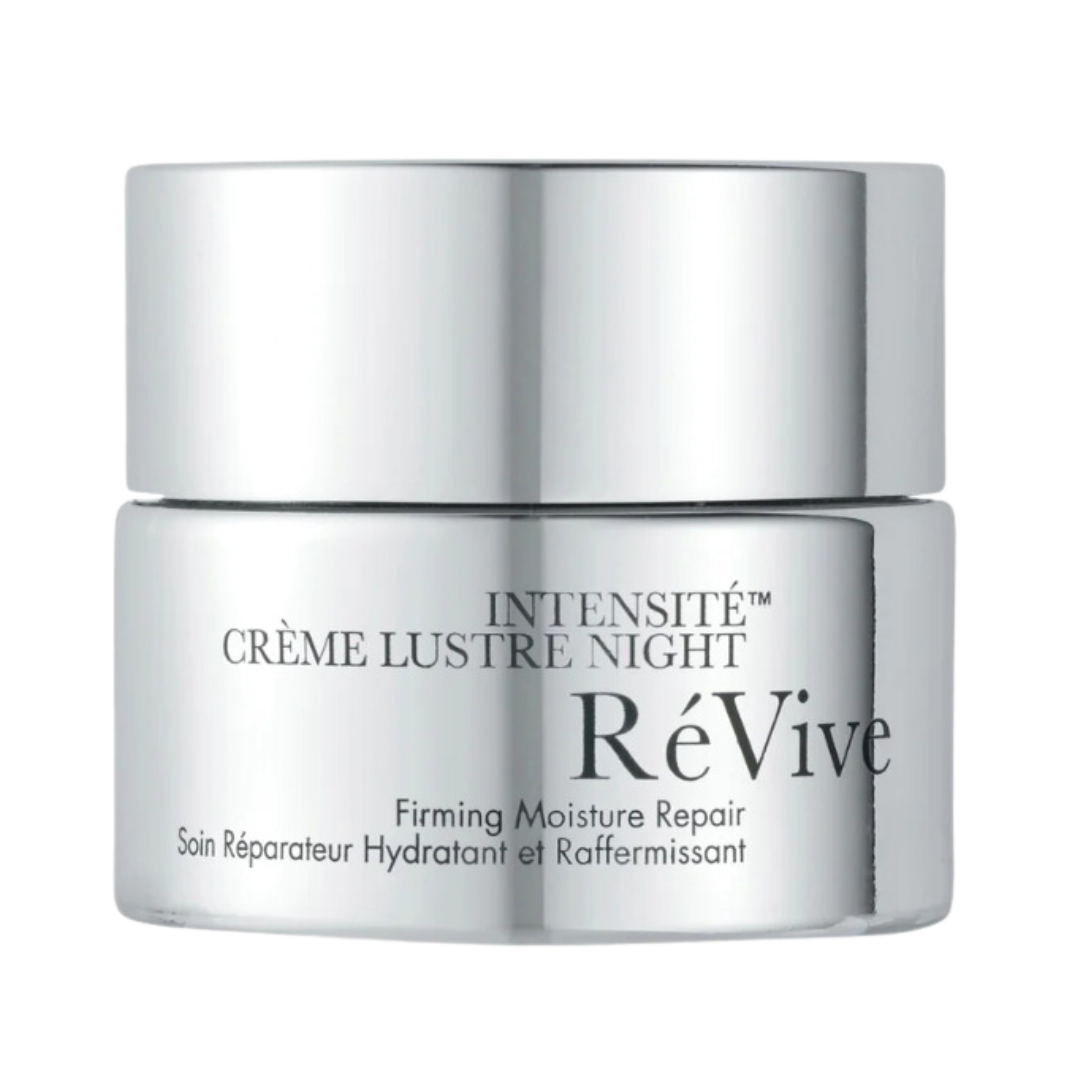 INTENSITÉ™
CRÈME LUSTRE NIGHT
RéVive
Firming Moisture Repair
Soin Réparateur Hydratant et Raffermissant